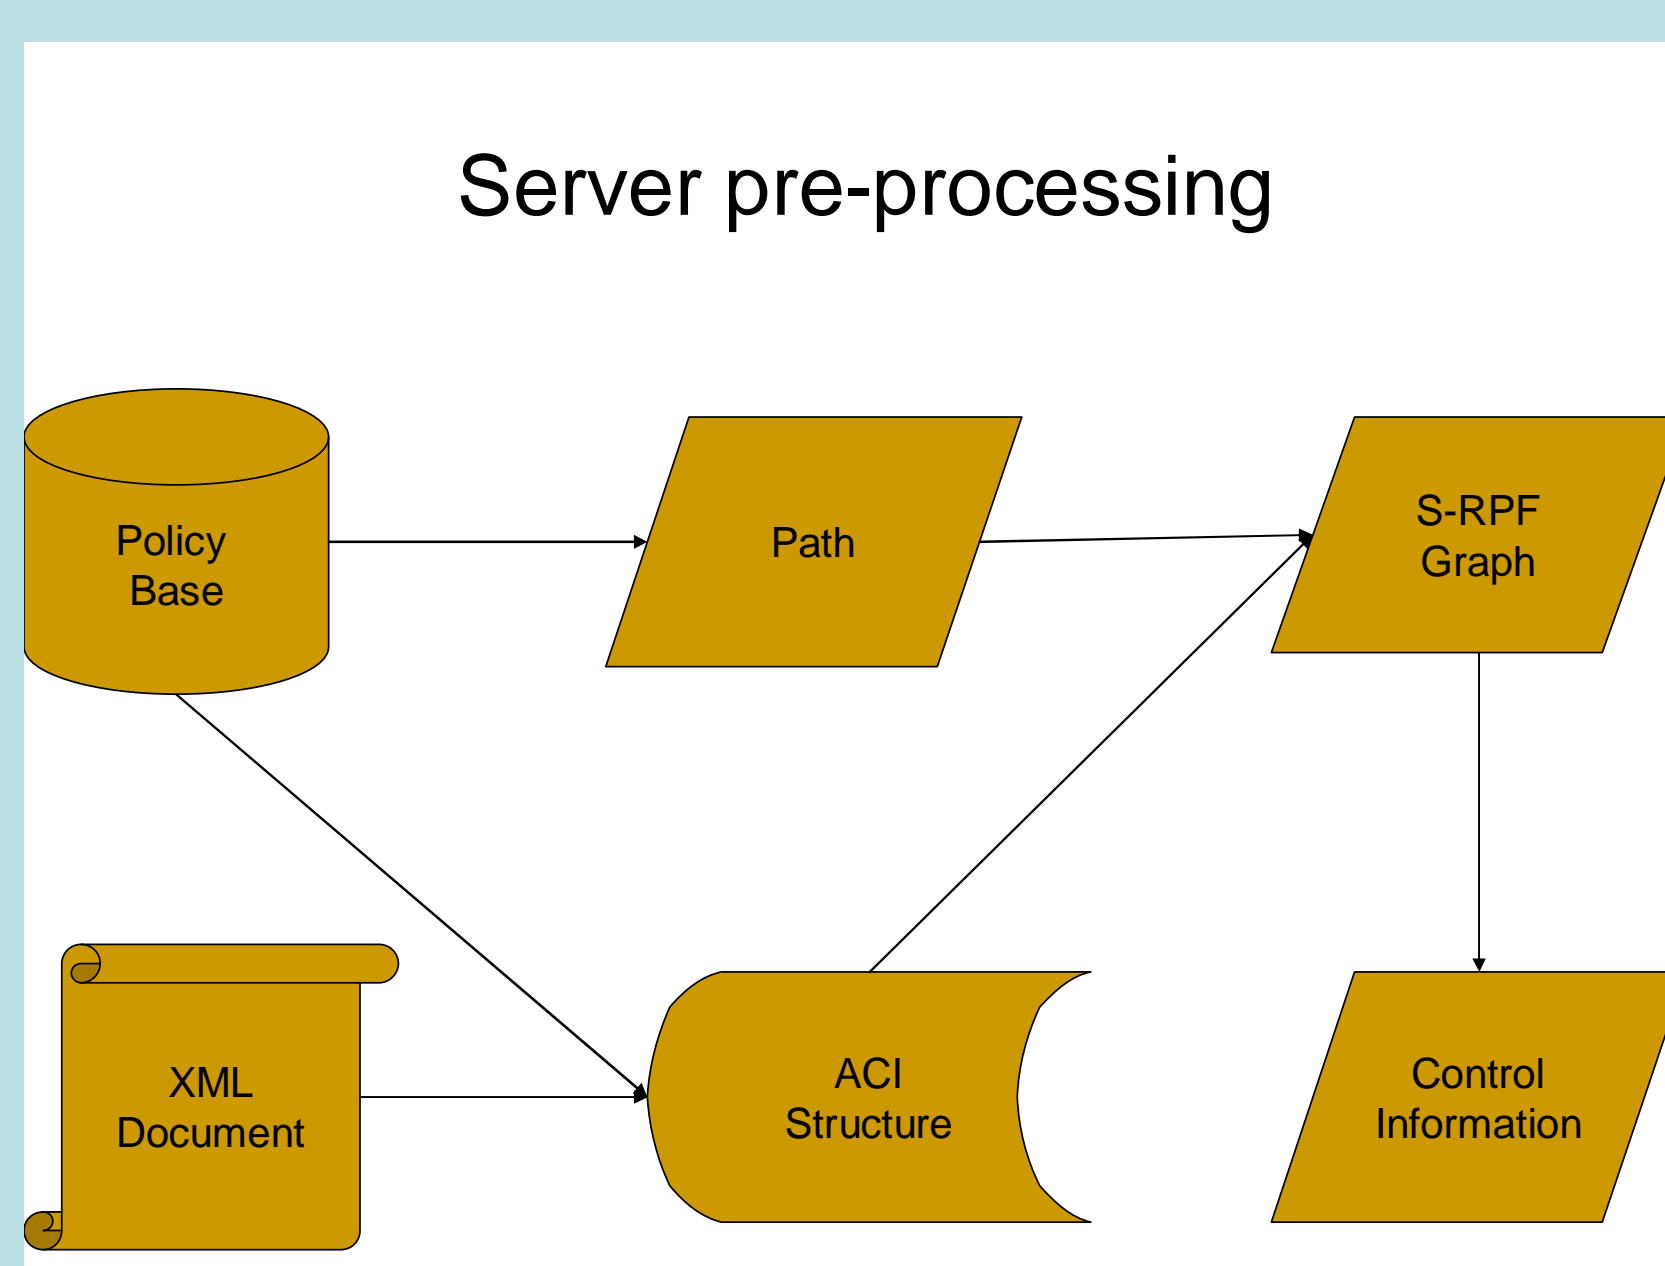 Server pre-processing
Policy
Base
Path
S-RPF
Graph
XML
Document
ACI
Structure
Control
Information